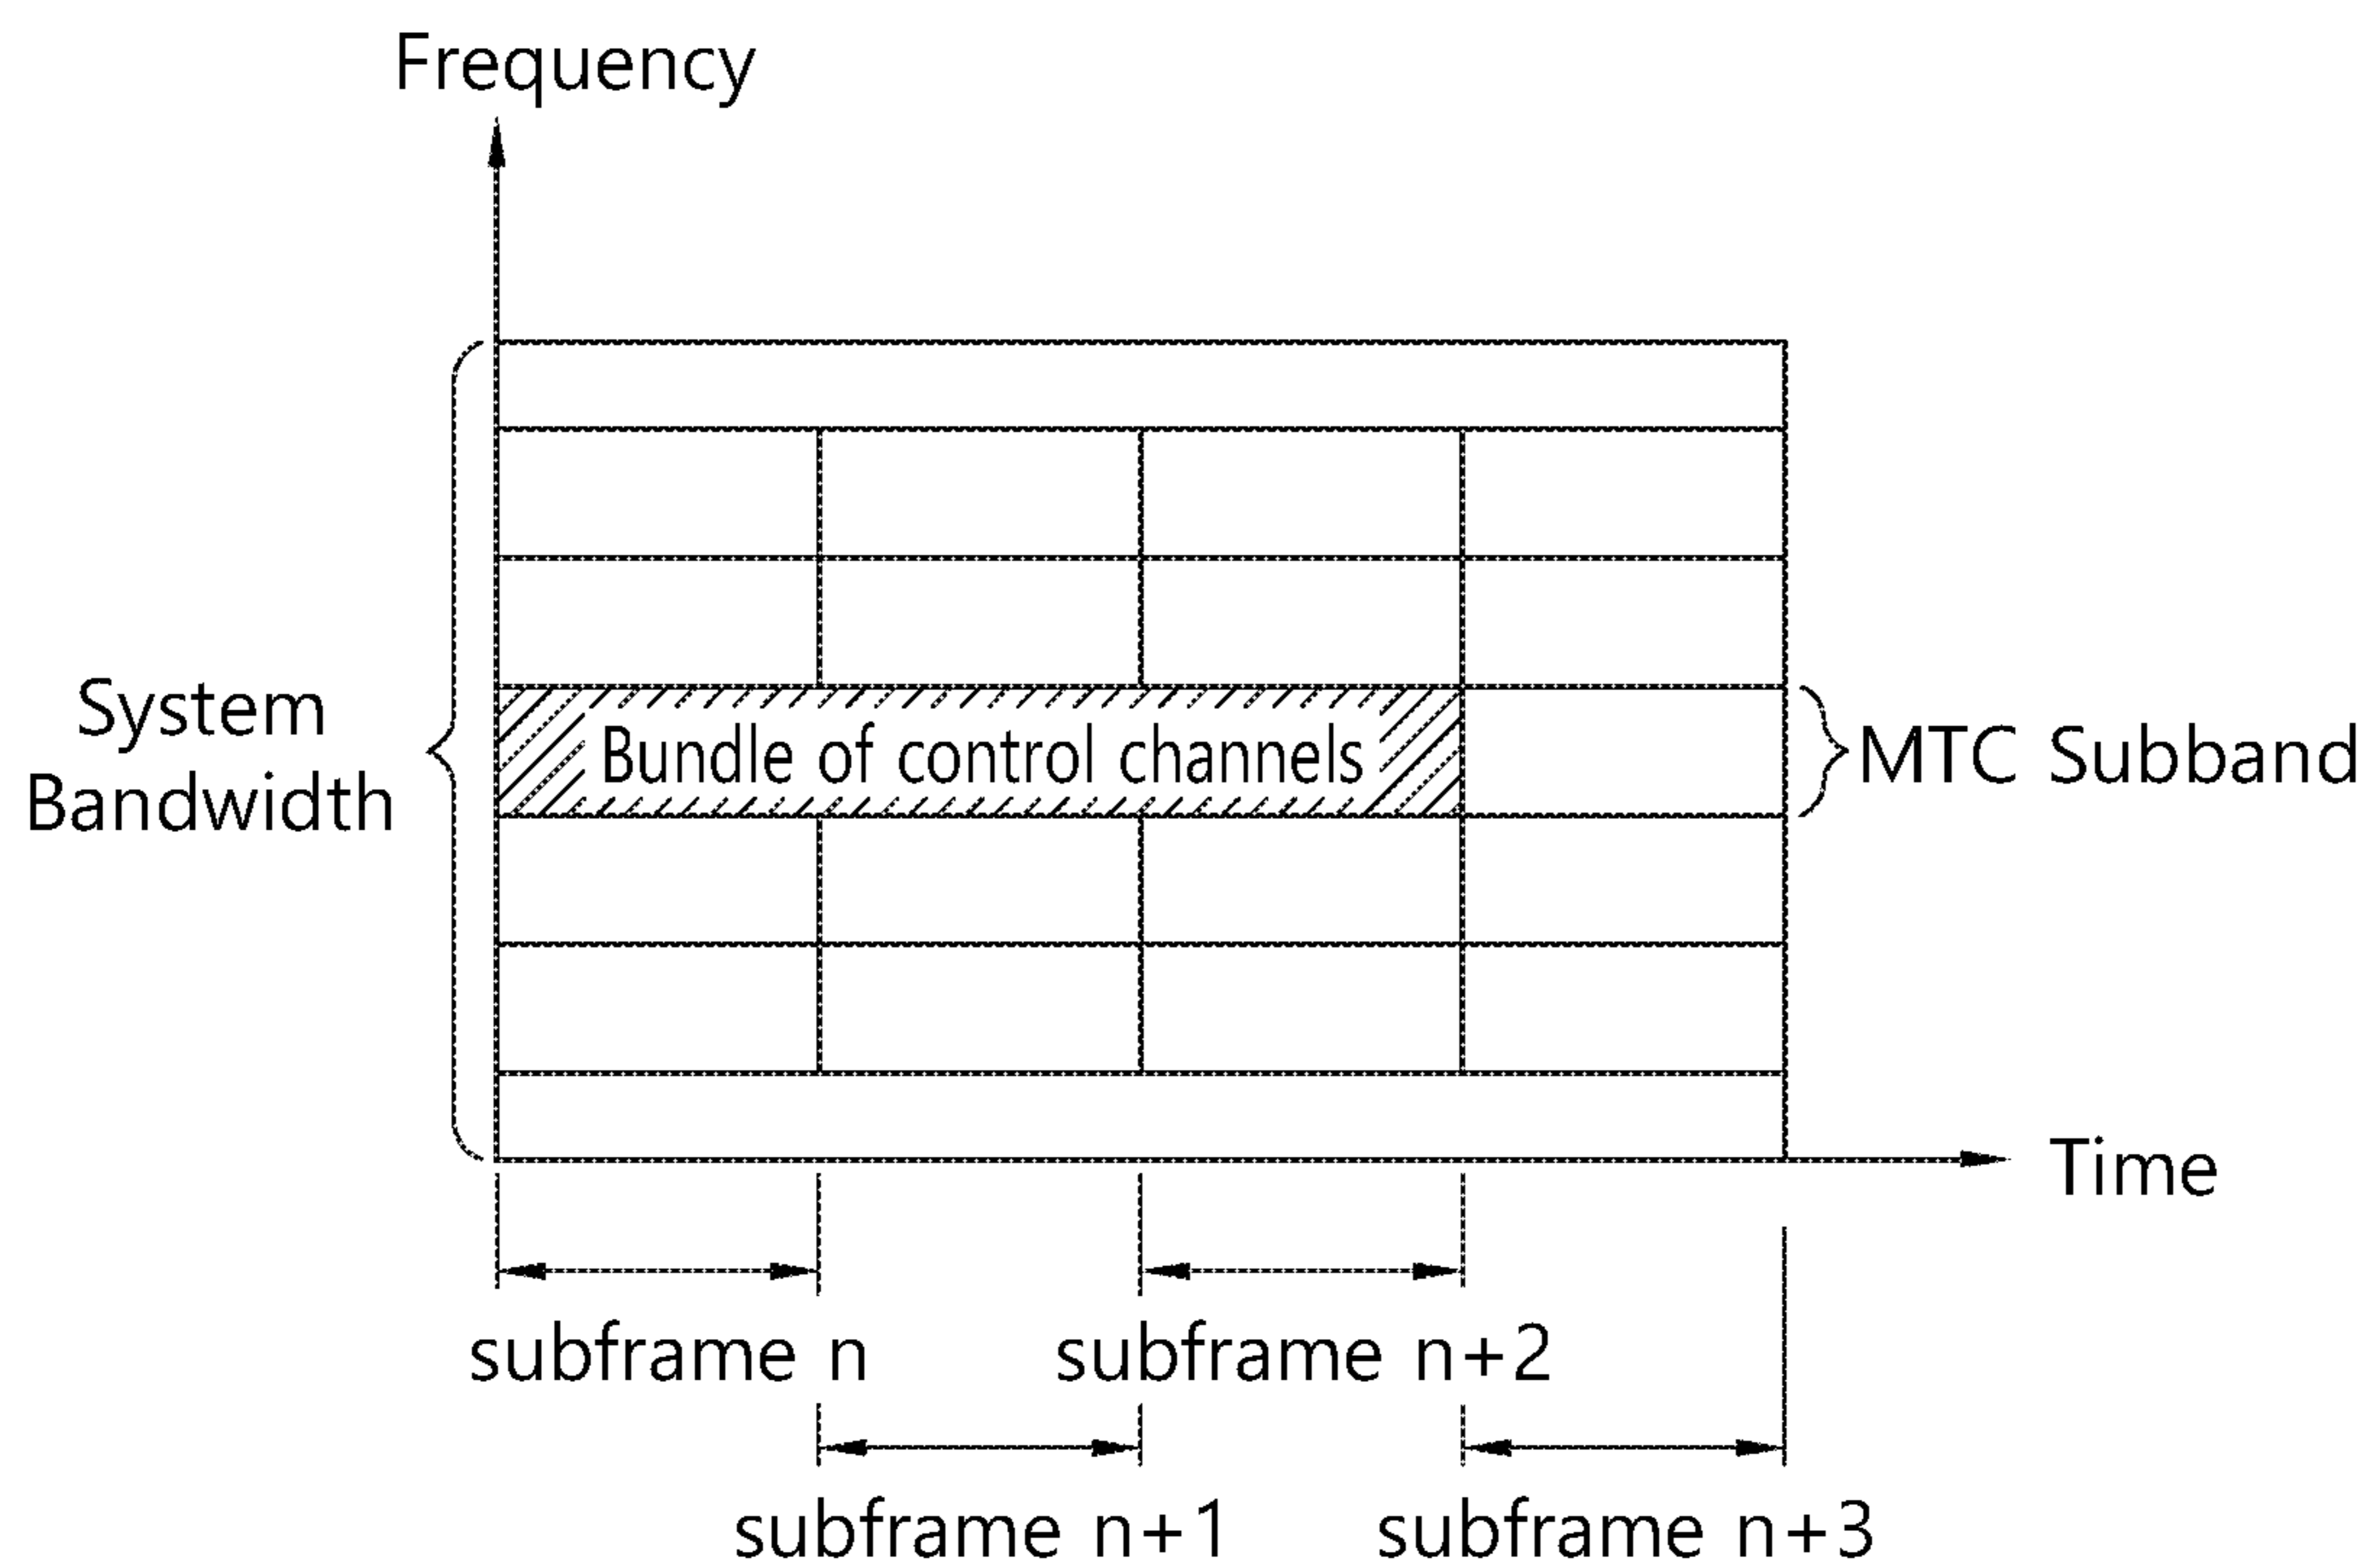 Frequency
System
Bandwidth
Bundle of control channels
MTC Subband
Time
subframe n
subframe n+2
subframe n+1
subframe n+3